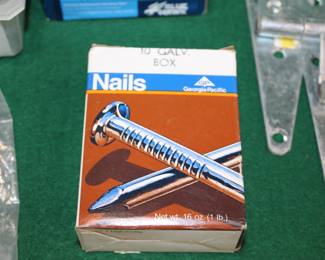 10 GALV.
BOX
Nails
Georgia-Pacific
Net wt. 16 oz. (1 lb.)